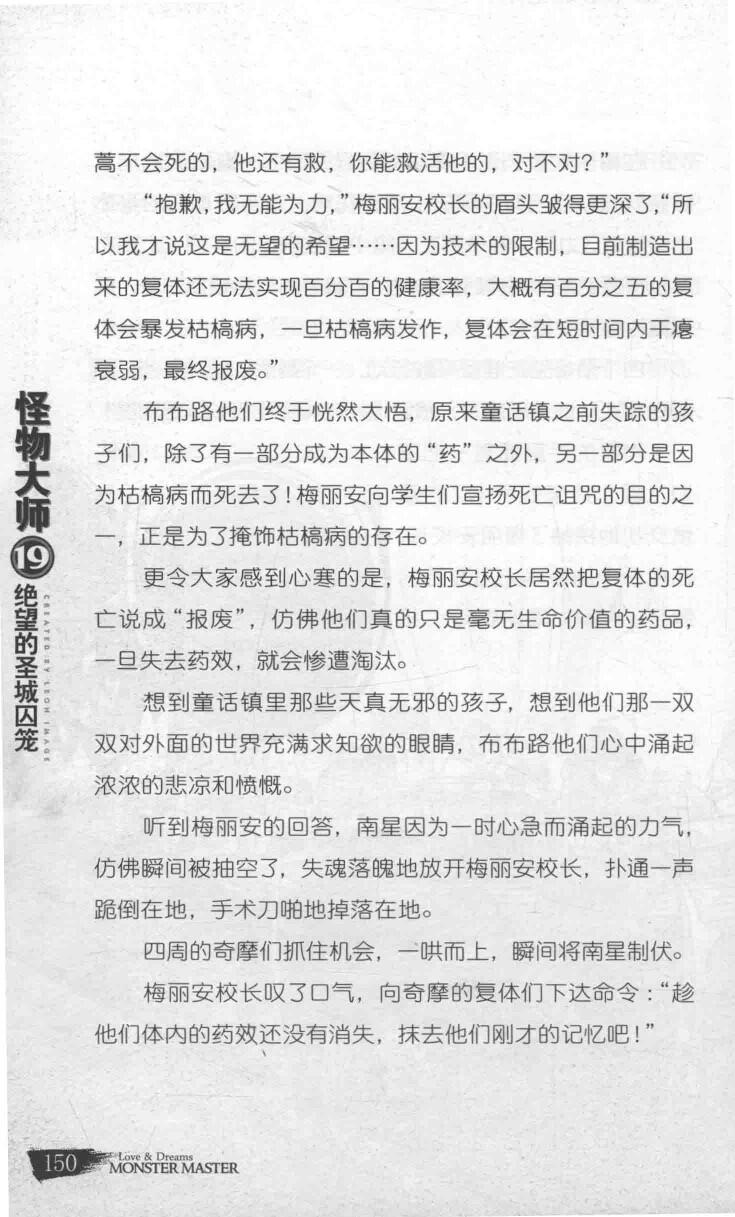 蒿不会死的，他还有救，你能救活他的，对不对？”
“抱歉，我无能为力，”梅丽安校长的眉头皱得更深了，“所
以我才说这是无望的希望……因为技术的限制，目前制造出
来的复体还无法实现百分百的健康率，大概有百分之五的复
体会暴发枯槁病，一旦枯槁病发作，复体会在短时间内干瘪
衰弱，最终报废。”
布布路他们终于恍然大悟，原来童话镇之前失踪的孩
子们，除了有一部分成为本体的“药”之外，另一部分是因
为枯槁病而死去了！梅丽安向学生们宣扬死亡诅咒的目的之
一，正是为了掩饰枯槁病的存在。
更令大家感到心寒的是，梅丽安校长居然把复体的死
亡说成“报废”，仿佛他们真的只是毫无生命价值的药品，
一旦失去药效，就会惨遭淘汰。
想到童话镇里那些天真无邪的孩子，想到他们那一双
双对外面的世界充满求知欲的眼睛，布布路他们心中涌起
浓浓的悲凉和愤慨。
听到梅丽安的回答，南星因为一时心急而涌起的力气，
仿佛瞬间被抽空了，失魂落魄地放开梅丽安校长，扑通一声
跪倒在地，手术刀啪地掉落在地。
四周的奇摩们抓住机会，一哄而上，瞬间将南星制伏。
梅丽安校长叹了口气，向奇摩的复体们下达命令：“趁
他们体内的药效还没有消失，抹去他们刚才的记忆吧！”
怪物大师
19
绝望的圣城囚笼
CREATED BY LEON IMAGE
150
Love & Dreams
MONSTER MASTER